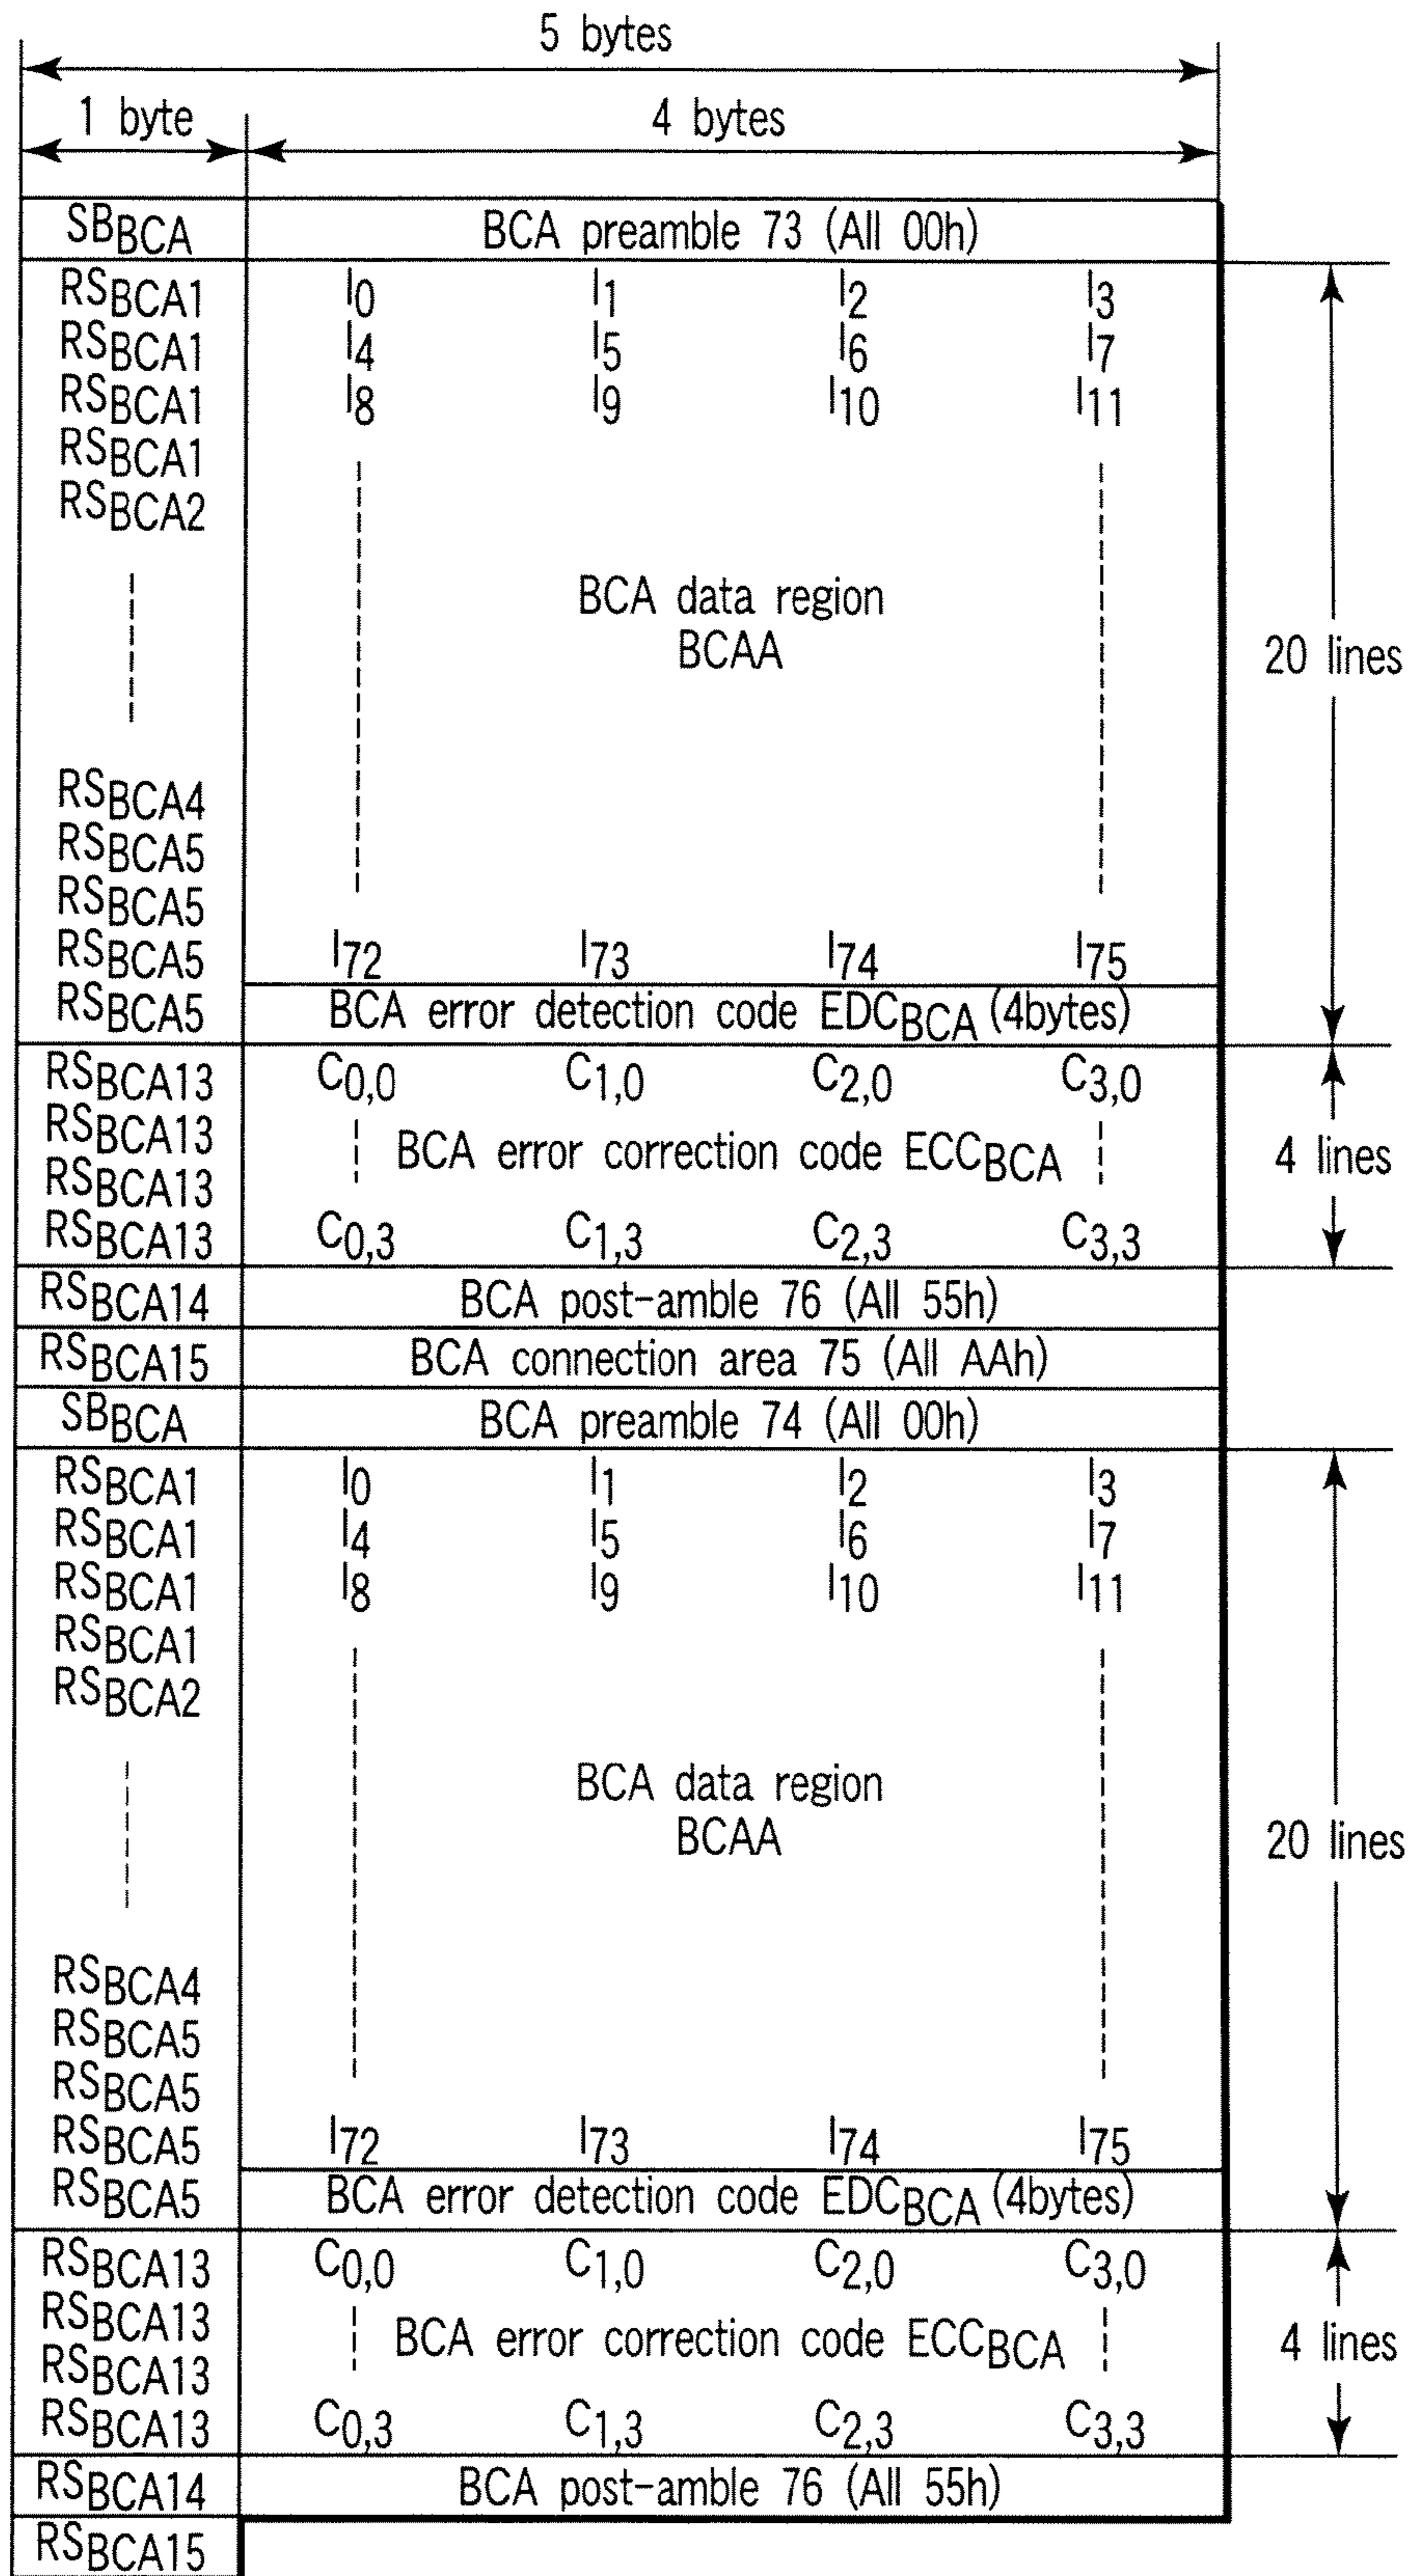 5 bytes
1 byte 4 bytes
SBBCA BCA preamble 73 (All 00h)
RSBCA1 I0 I1 I2 I3
RSBCA1 I4 I5 I6 I7
RSBCA1 I8 I9 I10 I11
RSBCA1
RSBCA2
BCA data region
BCAA
20 lines
RSBCA4
RSBCA5
RSBCA5
RSBCA5 I72 I73 I74 I75
RSBCA5 BCA error detection code EDCBCA (4bytes)
RSBCA13 C0,0 C1,0 C2,0 C3,0
RSBCA13
BCA error correction code ECCBCA 4 lines
RSBCA13
RSBCA13 C0,3 C1,3 C2,3 C3,3
RSBCA14 BCA post-amble 76 (All 55h)
RSBCA15 BCA connection area 75 (All AAh)
SBBCA BCA preamble 74 (All 00h)
RSBCA1 I0 I1 I2 I3
RSBCA1 I4 I5 I6 I7
RSBCA1 I8 I9 I10 I11
RSBCA1
RSBCA2
BCA data region
BCAA
20 lines
RSBCA4
RSBCA5
RSBCA5
RSBCA5 I72 I73 I74 I75
RSBCA5 BCA error detection code EDCBCA (4bytes)
RSBCA13 C0,0 C1,0 C2,0 C3,0
RSBCA13
BCA error correction code ECCBCA 4 lines
RSBCA13
RSBCA13 C0,3 C1,3 C2,3 C3,3
RSBCA14 BCA post-amble 76 (All 55h)
RSBCA15